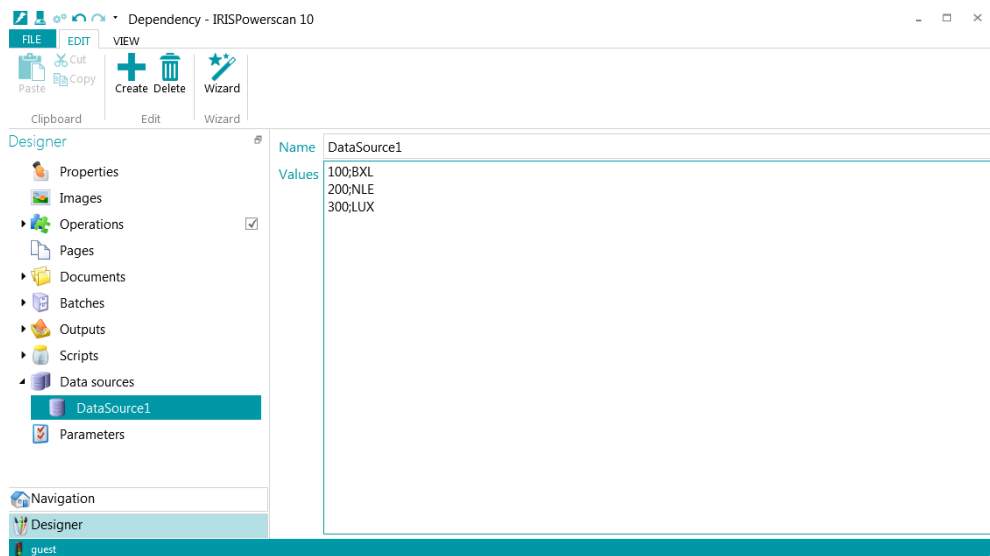 Dependency - IRISPowerscan 10
FILE EDIT VIEW
Paste
Cut
Copy
Create Delete
Wizard
Clipboard Edit Wizard
Designer
Properties
Images
Operations
Pages
Documents
Batches
Outputs
Scripts
Data sources
DataSource1
Parameters
Navigation
Designer
guest
Name DataSource1
Values 100;BXL
200;NLE
300;LUX